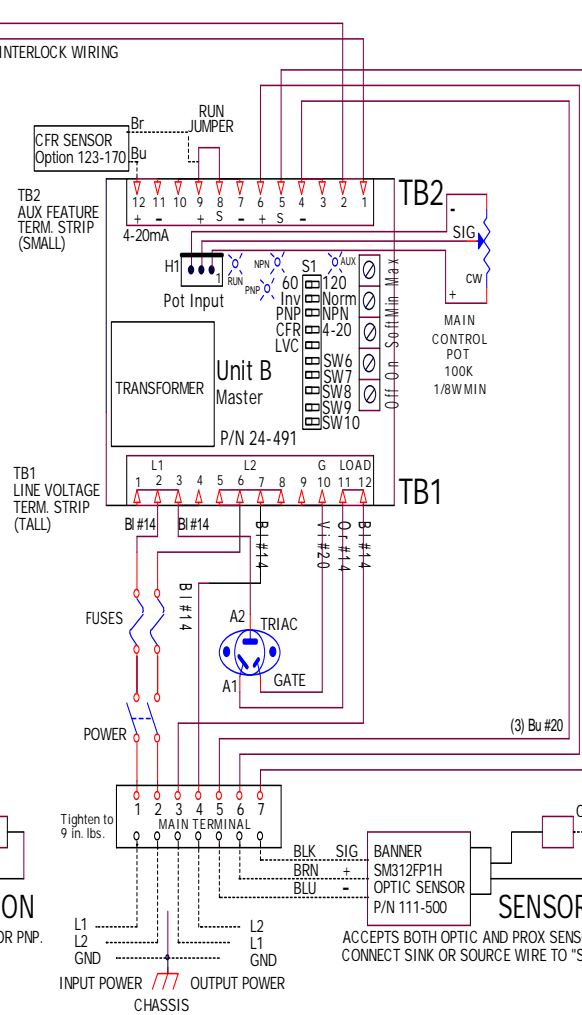 INTERLOCK WIRING
RUN
JUMPER
Br
CFR SENSOR
Option 123-170
Bu
TB2
AUX FEATURE
TERM. STRIP
(SMALL)
12 11 10 9 8 7 6 5 4 3 2 1
+ - + S - + S -
TB2
4-20mA
H1
1
Pot Input
RUN
NPN
PNP
AUX
S1
60 120
Inv Norm
PNP NPN
CFR 4-20
LVC
SW6
SW7
SW8
SW9
SW10
Off On Soft Min Max
-
SIG
CW
+
MAIN
CONTROL
POT
100K
1/8W MIN
TRANSFORMER
Unit B
Master
P/N 24-491
TB1
LINE VOLTAGE
TERM. STRIP
(TALL)
L1 L2 G LOAD
1 2 3 4 5 6 7 8 9 10 11 12
TB1
Bl #14
Bl #14
Bl #14
Bl #14
Vi #20
Or #14
Bl #14
FUSES
A2
TRIAC
A1
GATE
POWER
(3) Bu #20
Tighten to
9 in. lbs.
1 2 3 4 5 6 7
MAIN TERMINAL
BLK SIG
BRN +
BLU -
BANNER
SM312FP1H
OPTIC SENSOR
P/N 111-500
ON
OR PNP.
SENSOR
ACCEPTS BOTH OPTIC AND PROX SENS
CONNECT SINK OR SOURCE WIRE TO "S
L1
L2
GND
L2
L1
GND
INPUT POWER
OUTPUT POWER
CHASSIS